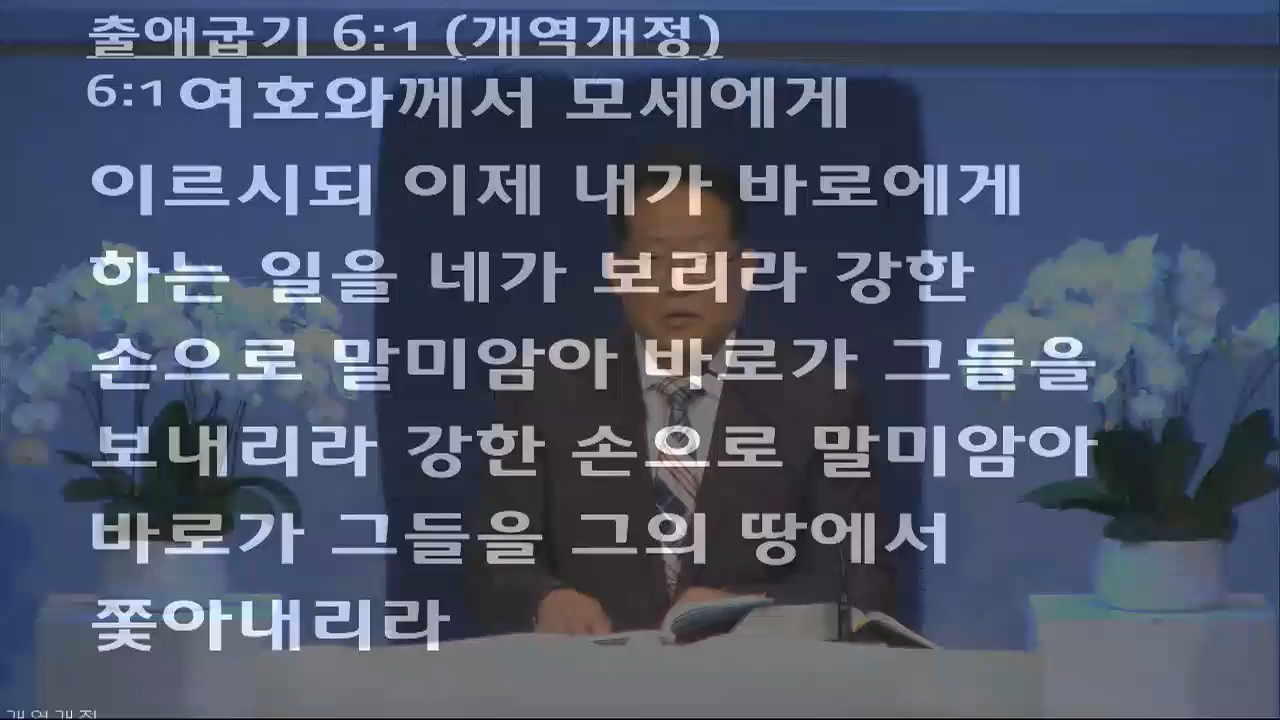 출애굽기 6:1 (개역개정)
6:1여호와께서 모세에게
이르시되 이제 내가 바로에게
하는 일을 네가 보리라 강한
손으로 말미암아 바로가 그들을
보내리라 강한 손으로 말미암아
바로가 그들을 그의 땅에서
쫓아내리라
개역개정